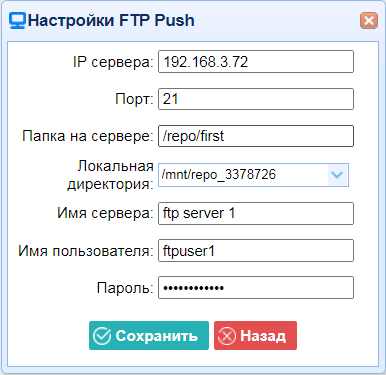 Настройки FTP Push
IP сервера: 192.168.3.72
Порт: 21
Папка на сервере: /repo/first
Локальная
директория: /mnt/repo_3378726
Имя сервера: ftp server 1
Имя пользователя: ftpuser1
Пароль: ••••••••••••
Сохранить Назад